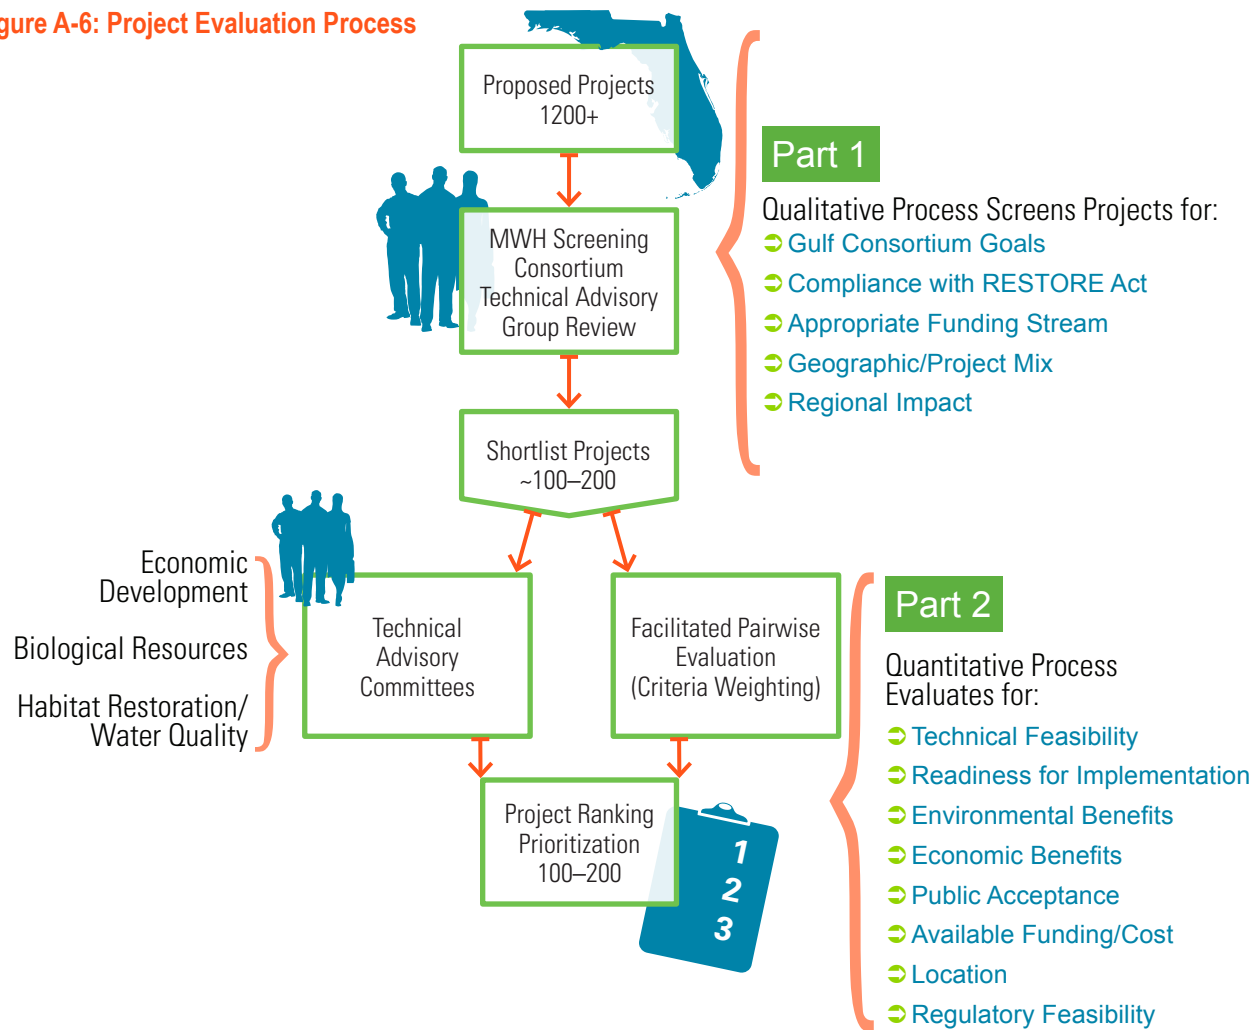 gure A-6: Project Evaluation Process
Proposed Projects
1200+
MWH Screening
Consortium
Technical Advisory
Group Review
Shortlist Projects
~100–200
Part 1
Qualitative Process Screens Projects for:
Gulf Consortium Goals
Compliance with RESTORE Act
Appropriate Funding Stream
Geographic/Project Mix
Regional Impact
Economic
Development
Biological Resources
Habitat Restoration/
Water Quality
Technical
Advisory
Committees
Facilitated Pairwise
Evaluation
(Criteria Weighting)
Project Ranking
Prioritization
100–200
1
2
3
Part 2
Quantitative Process
Evaluates for:
Technical Feasibility
Readiness for Implementation
Environmental Benefits
Economic Benefits
Public Acceptance
Available Funding/Cost
Location
Regulatory Feasibility